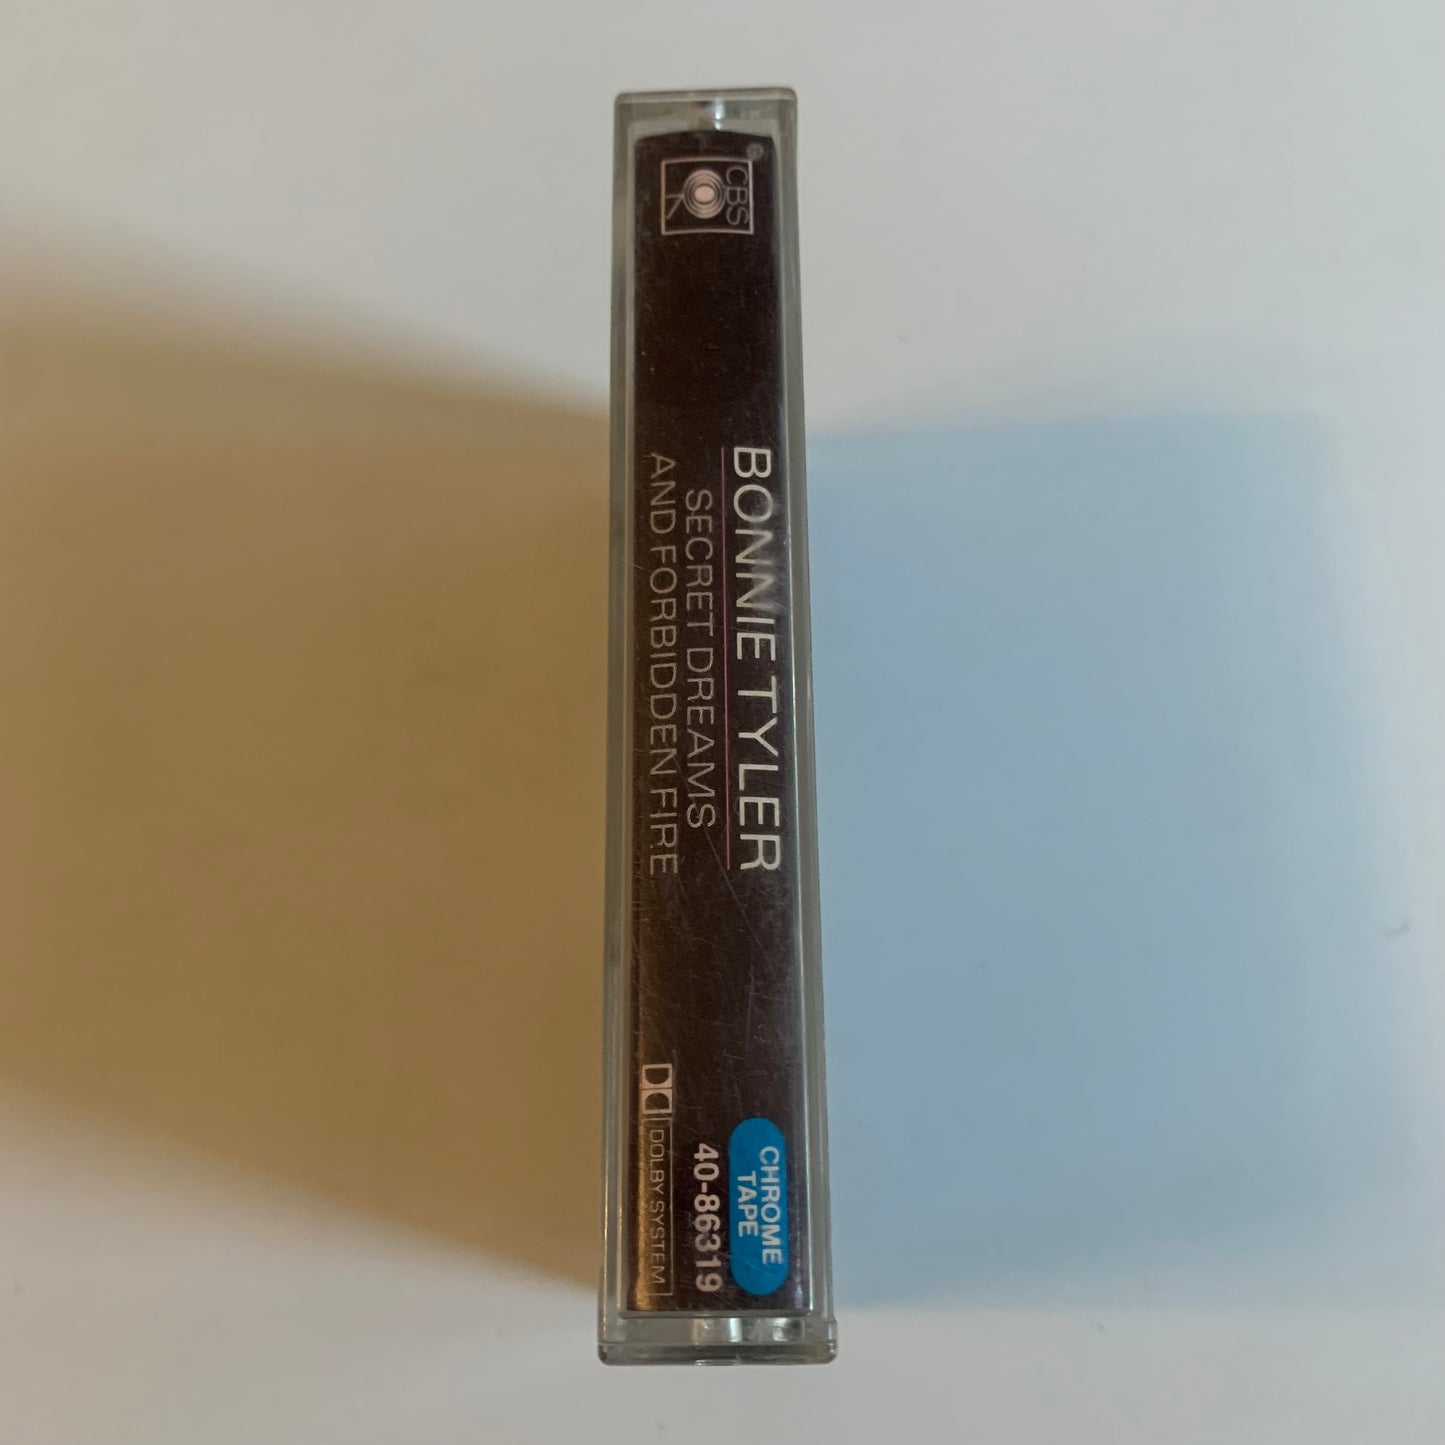 CBS
BONNIE TYLER
SECRET DREAMS
AND FORBIDDEN FIRE
CHROME
TAPE
40-86319
DOLBY SYSTEM